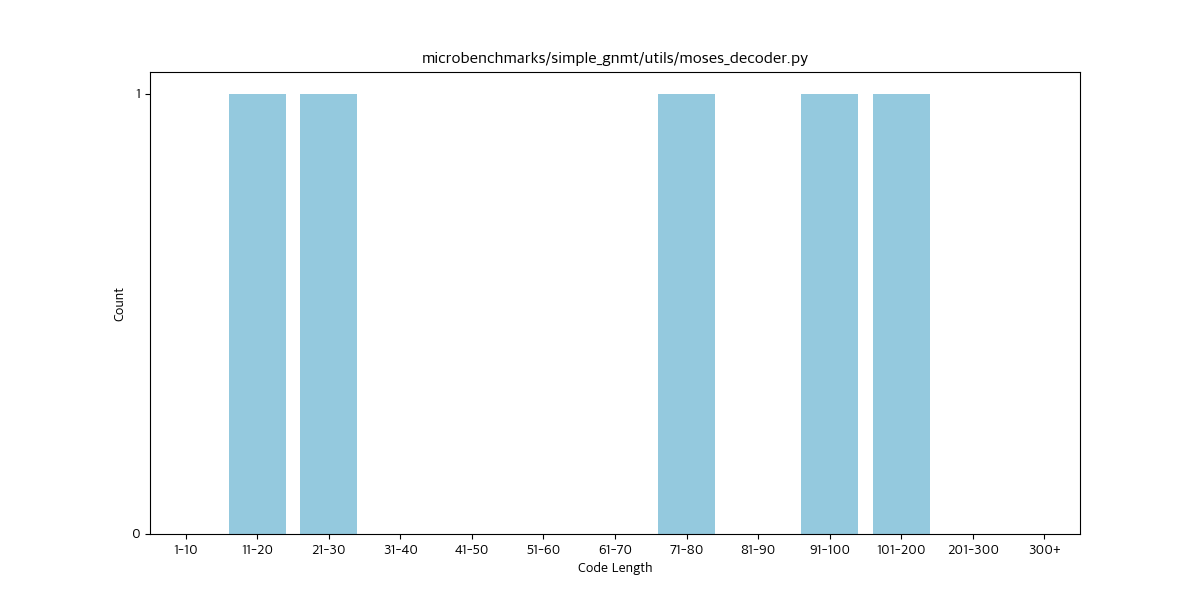 microbenchmarks/simple_gnmt/utils/moses_decoder.py
1
Count
0
1-10 11-20 21-30 31-40 41-50 51-60 61-70 71-80 81-90 91-100 101-200 201-300 300+
Code Length